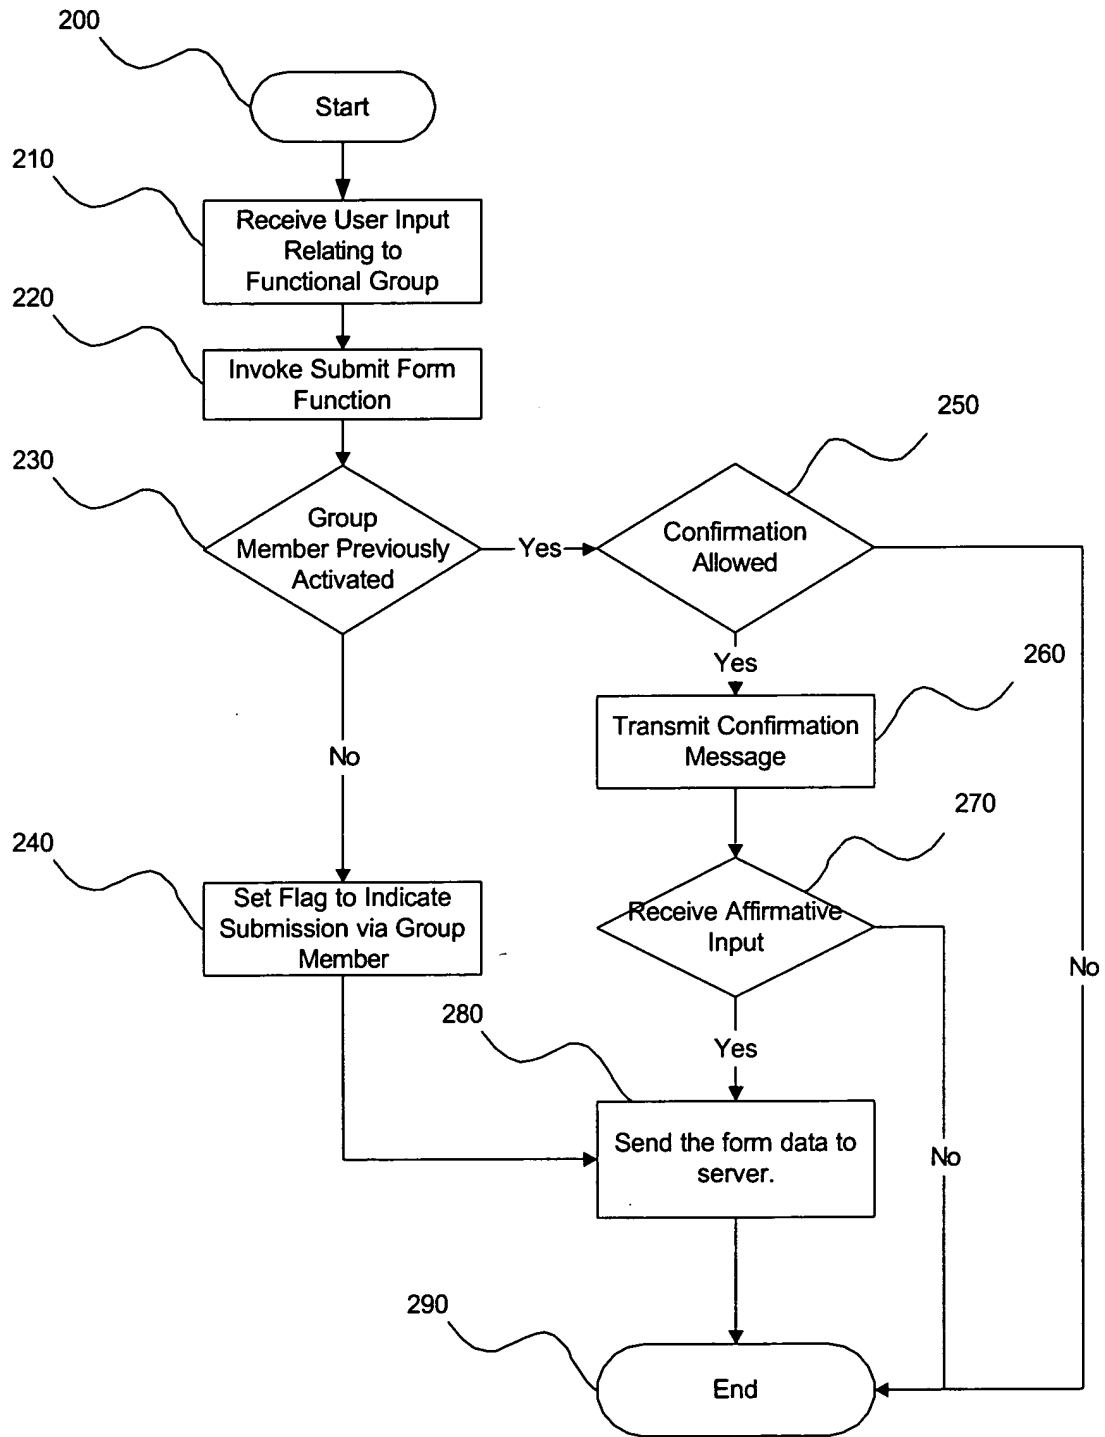 200
Start
210
Receive User Input
Relating to
Functional Group
220
Invoke Submit Form
Function
230
Group
Member Previously
Activated
Yes
250
Confirmation
Allowed
Yes
260
Transmit Confirmation
Message
No
270
240
Set Flag to Indicate
Submission via Group
Member
Receive Affirmative
Input
No
280
Yes
Send the form data to
server.
No
290
End